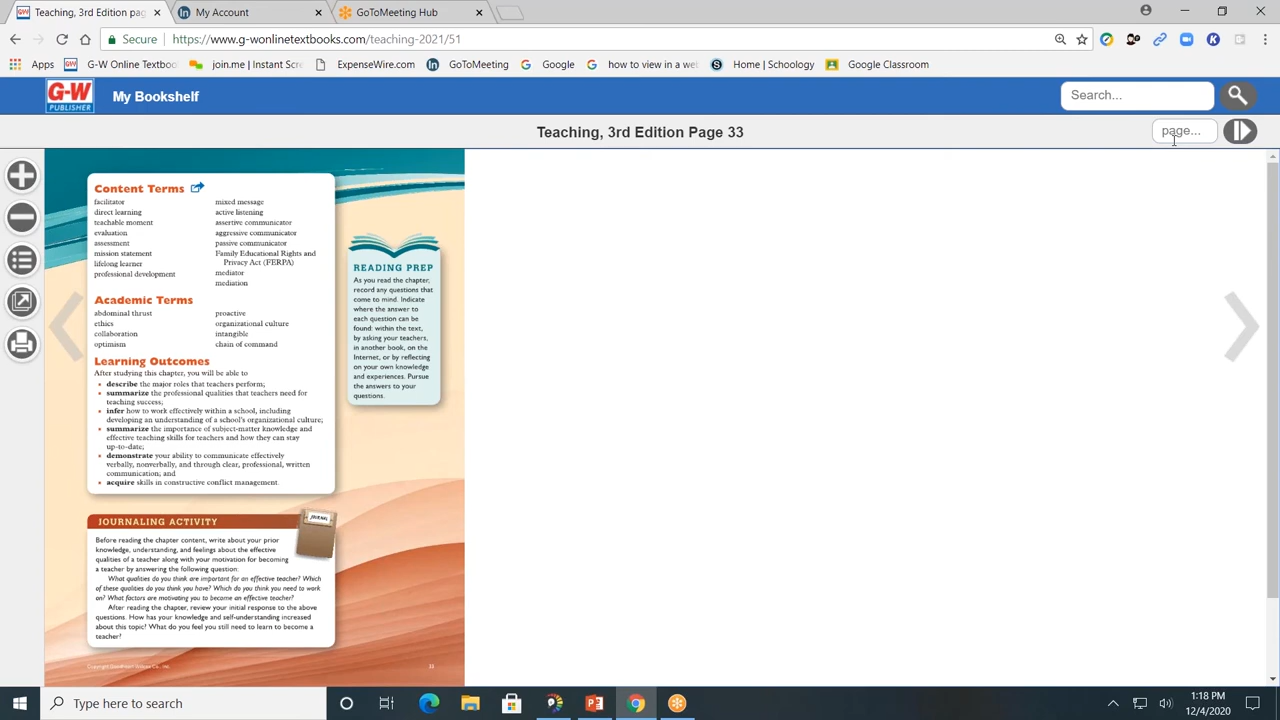 Teaching, 3rd Edition pag
My Account
GoToMeeting Hub
Secure
https://www.g-wonlinetextbooks.com/teaching-2021/51
Apps
G-W Online Textboo
join.me | Instant Scre
ExpenseWire.com
GoToMeeting
Google
how to view in a web
Home | Schoology
Google Classroom
G-W
PUBLISHER
My Bookshelf
Search...
Teaching, 3rd Edition Page 33
page...
Content Terms
facilitator
direct learning
teachable moment
evaluation
assessment
mission statement
lifelong learner
professional development
mixed message
active listening
assertive communicator
aggressive communicator
passive communicator
Family Educational Rights and
Privacy Act (FERPA)
mediator
mediation
Academic Terms
abdominal thrust
ethics
collaboration
optimism
proactive
organizational culture
intangible
chain of command
Learning Outcomes
After studying this chapter, you will be able to
• describe the major roles that teachers perform;
• summarize the professional qualities that teachers need for
teaching success;
• infer how to work effectively within a school, including
developing an understanding of a school's organizational culture;
• summarize the importance of subject-matter knowledge and
effective teaching skills for teachers and how they can stay
up-to-date;
• demonstrate your ability to communicate effectively
verbally, nonverbally, and through clear, professional, written
communication; and
• acquire skills in constructive conflict management.
READING PREP
As you read the chapter,
record any questions that
come to mind. Indicate
where the answer to
each question can be
found: within the text,
by asking your teachers,
in another book, on the
Internet, or by reflecting
on your own knowledge
and experiences. Pursue
the answers to your
questions.
JOURNALING ACTIVITY
JOURNAL
Before reading the chapter content, write about your prior
knowledge, understanding, and feelings about the effective
qualities of a teacher along with your motivation for becoming
a teacher by answering the following question:
What qualities do you think are important for an effective teacher? Which
of these qualities do you think you have? Which do you think you need to work
on? What factors are motivating you to become an effective teacher?
After reading the chapter, review your initial response to the above
questions. How has your knowledge and self-understanding increased
about this topic? What do you feel you still need to learn to become a
teacher?
Copyright Goodheart-Willcox Co., Inc.
33
Type here to search
1:18 PM
12/4/2020